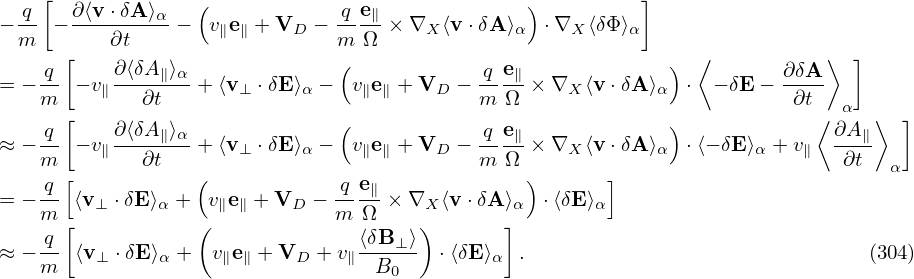 $-\frac{q}{m}\left[-\frac{\partial\langle\mathbf{v}\cdot\delta\mathbf{A}\rangle_\alpha}{\partial t}-\left(v_\parallel\mathbf{e}_\parallel+\mathbf{V}_D-\frac{q}{m}\frac{\mathbf{e}_\parallel}{\Omega}\times\nabla_X\langle\mathbf{v}\cdot\delta\mathbf{A}\rangle_\alpha\right)\cdot\nabla_X\langle\delta\Phi\rangle_\alpha\right]$
$=-\frac{q}{m}\left[-v_\parallel\frac{\partial\langle\delta A_\parallel\rangle_\alpha}{\partial t}+\langle\mathbf{v}_\perp\cdot\delta\mathbf{E}\rangle_\alpha-\left(v_\parallel\mathbf{e}_\parallel+\mathbf{V}_D-\frac{q}{m}\frac{\mathbf{e}_\parallel}{\Omega}\times\nabla_X\langle\mathbf{v}\cdot\delta\mathbf{A}\rangle_\alpha\right)\cdot\left\langle-\delta\mathbf{E}-\frac{\partial\delta\mathbf{A}}{\partial t}\right\rangle_\alpha\right]$
$\approx-\frac{q}{m}\left[-v_\parallel\frac{\partial\langle\delta A_\parallel\rangle_\alpha}{\partial t}+\langle\mathbf{v}_\perp\cdot\delta\mathbf{E}\rangle_\alpha-\left(v_\parallel\mathbf{e}_\parallel+\mathbf{V}_D-\frac{q}{m}\frac{\mathbf{e}_\parallel}{\Omega}\times\nabla_X\langle\mathbf{v}\cdot\delta\mathbf{A}\rangle_\alpha\right)\cdot\langle-\delta\mathbf{E}\rangle_\alpha+v_\parallel\left\langle\frac{\partial A_\parallel}{\partial t}\right\rangle_\alpha\right]$
$=-\frac{q}{m}\left[\langle\mathbf{v}_\perp\cdot\delta\mathbf{E}\rangle_\alpha+\left(v_\parallel\mathbf{e}_\parallel+\mathbf{V}_D-\frac{q}{m}\frac{\mathbf{e}_\parallel}{\Omega}\times\nabla_X\langle\mathbf{v}\cdot\delta\mathbf{A}\rangle_\alpha\right)\cdot\langle\delta\mathbf{E}\rangle_\alpha\right]$
$\approx-\frac{q}{m}\left[\langle\mathbf{v}_\perp\cdot\delta\mathbf{E}\rangle_\alpha+\left(v_\parallel\mathbf{e}_\parallel+\mathbf{V}_D+v_\parallel\frac{\langle\delta\mathbf{B}_\perp\rangle}{B_0}\right)\cdot\langle\delta\mathbf{E}\rangle_\alpha\right].$ (304)